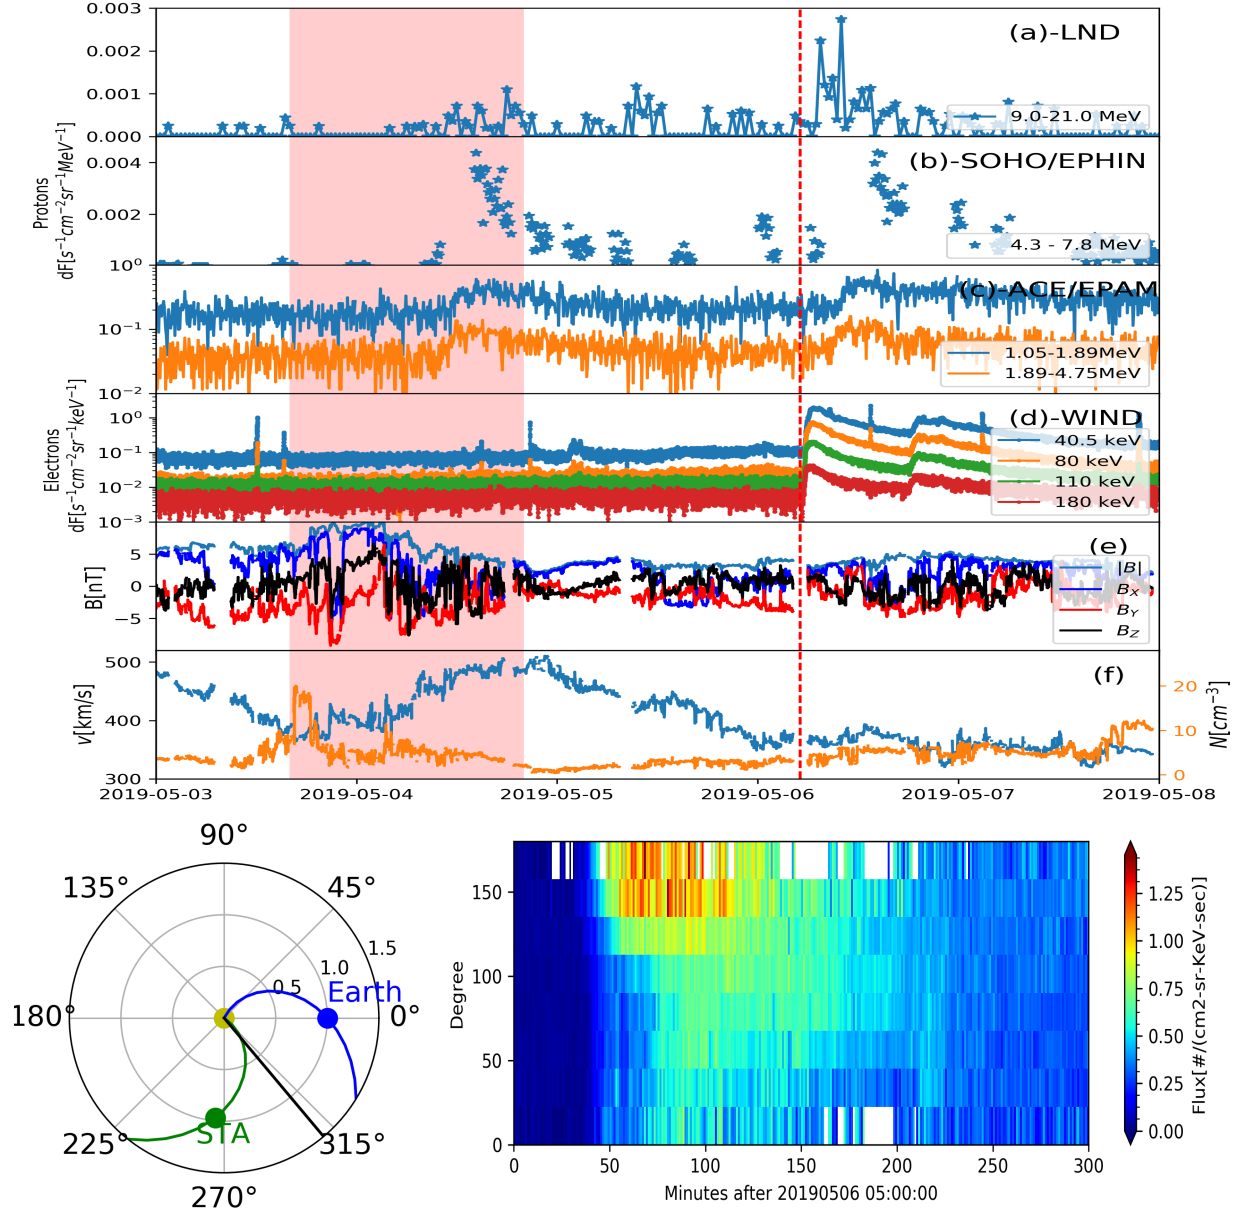 0.003
0.002
0.001
0.000
(a)-LND
9.0-21.0 MeV
0.004
0.002
(b)-SOHO/EPHIN
4.3 - 7.8 MeV
Protons
dF[s⁻¹cm⁻²sr⁻¹MeV⁻¹]
10⁰
10⁻¹
10⁻²
(c)-ACE/EPAM
1.05-1.89MeV
1.89-4.75MeV
Electrons
dF[s⁻¹cm⁻²sr⁻¹keV⁻¹]
10⁰
10⁻¹
10⁻²
10⁻³
(d)-WIND
40.5 keV
80 keV
110 keV
180 keV
B[nT]
5
0
−5
(e)
|B|
B_X
B_Y
B_Z
v[km/s]
500
400
300
(f)
20
10
0
N[cm⁻³]
2019-05-03 2019-05-04 2019-05-05 2019-05-06 2019-05-07 2019-05-08
90°
135° 45°
1.5
1.0
0.5
Earth
180° 0°
STA
225° 315°
270°
Degree
150
100
50
0
0 50 100 150 200 250 300
Minutes after 20190506 05:00:00
1.25
1.00
0.75
0.50
0.25
0.00
Flux[#/(cm2-sr-KeV-sec)]